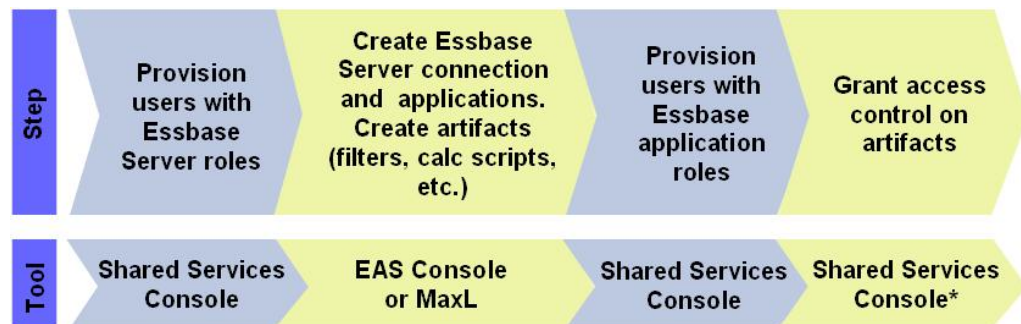 Step
Provision
users with
Essbase
Server roles
Create Essbase
Server connection
and applications.
Create artifacts
(filters, calc scripts,
etc.)
Provision
users with
Essbase
application
roles
Grant access
control on
artifacts
Tool
Shared Services
Console
EAS Console
or MaxL
Shared Services
Console
Shared Services
Console*